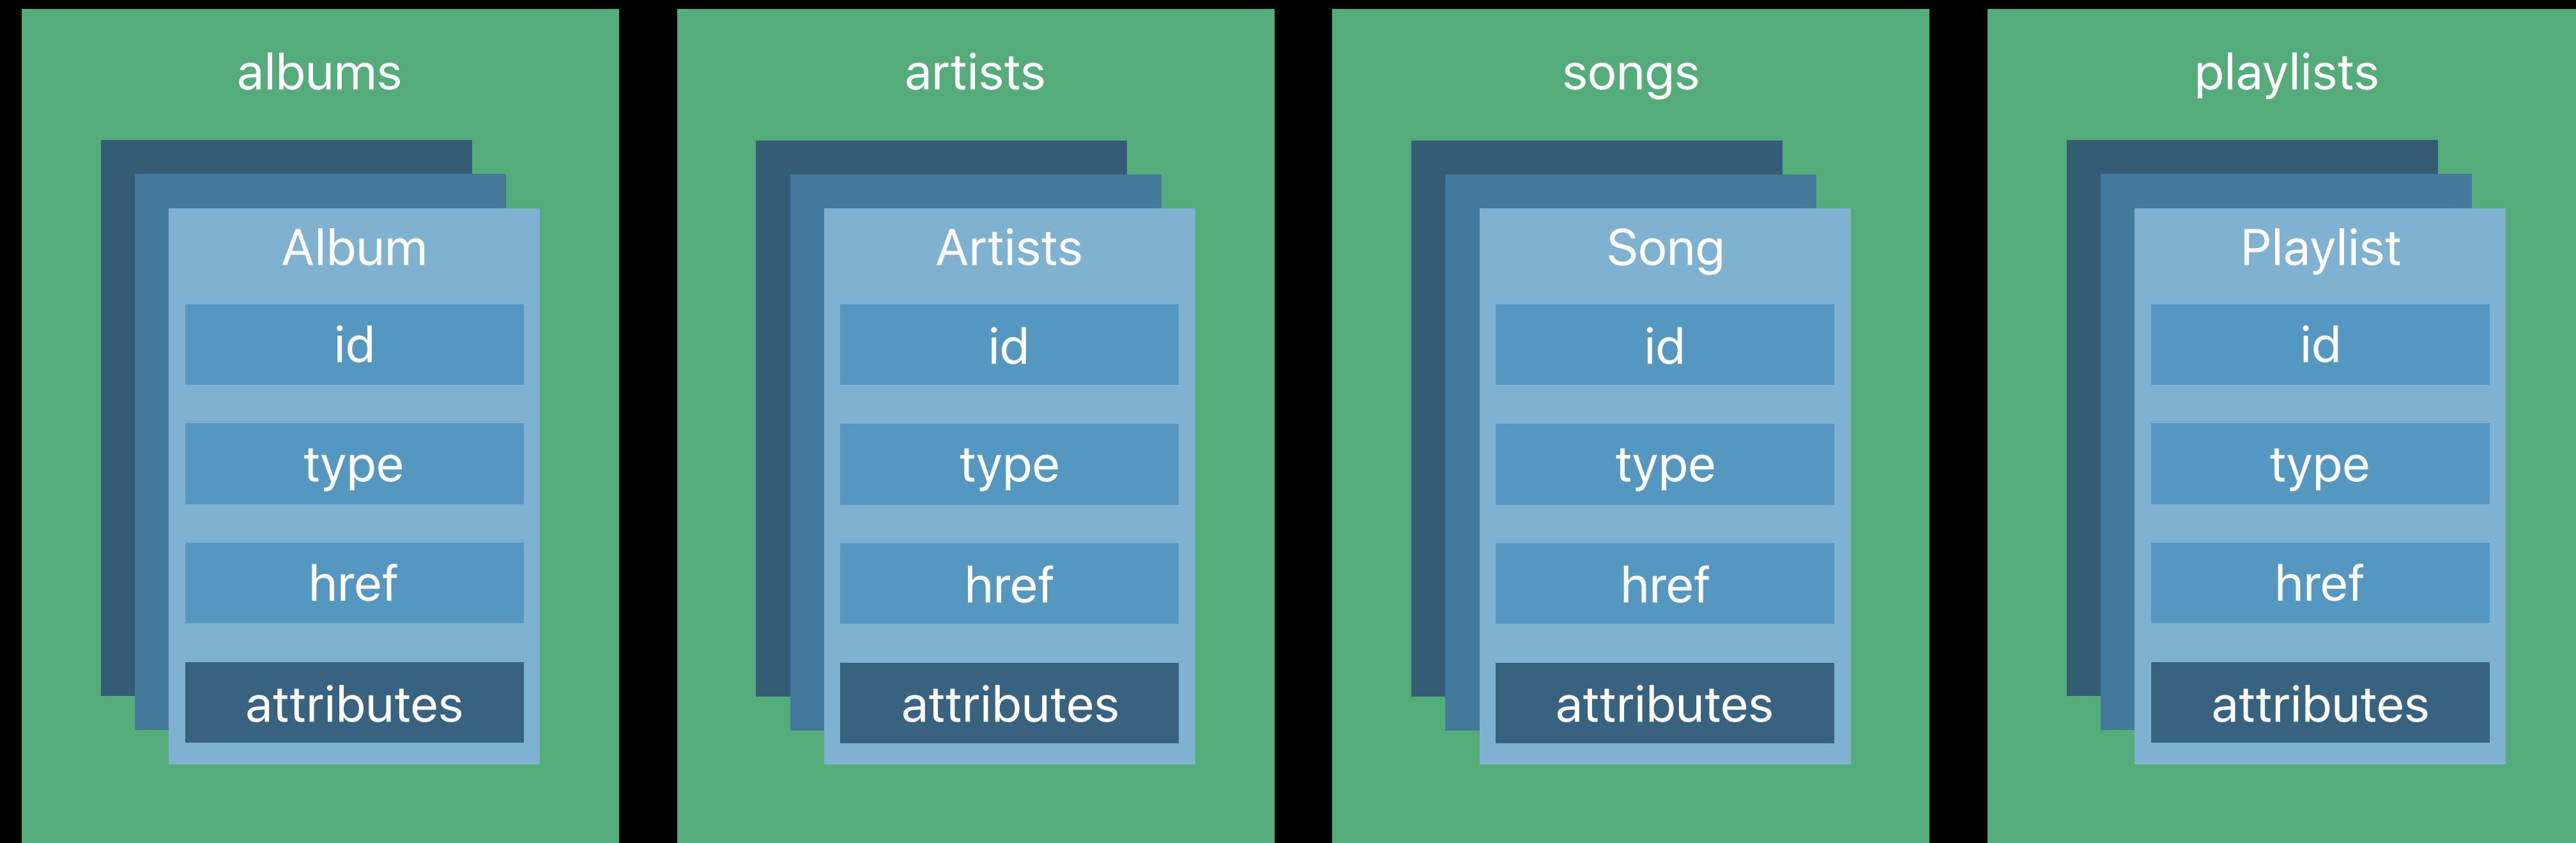 albums
Album
id
type
href
attributes
artists
Artists
id
type
href
attributes
songs
Song
id
type
href
attributes
playlists
Playlist
id
type
href
attributes